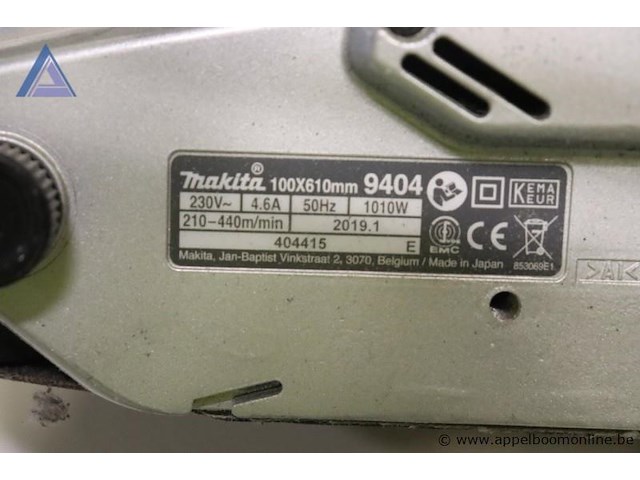 makita® 100X610mm 9404
230V~ 4.6A 50Hz 1010W
210-440m/min 2019.1
404415 E
Makita, Jan-Baptist Vinkstraat 2, 3070, Belgium / Made in Japan
KEMA
KEUR
EMC
CE
853069E1
>Al<
www.appelboomonline.be